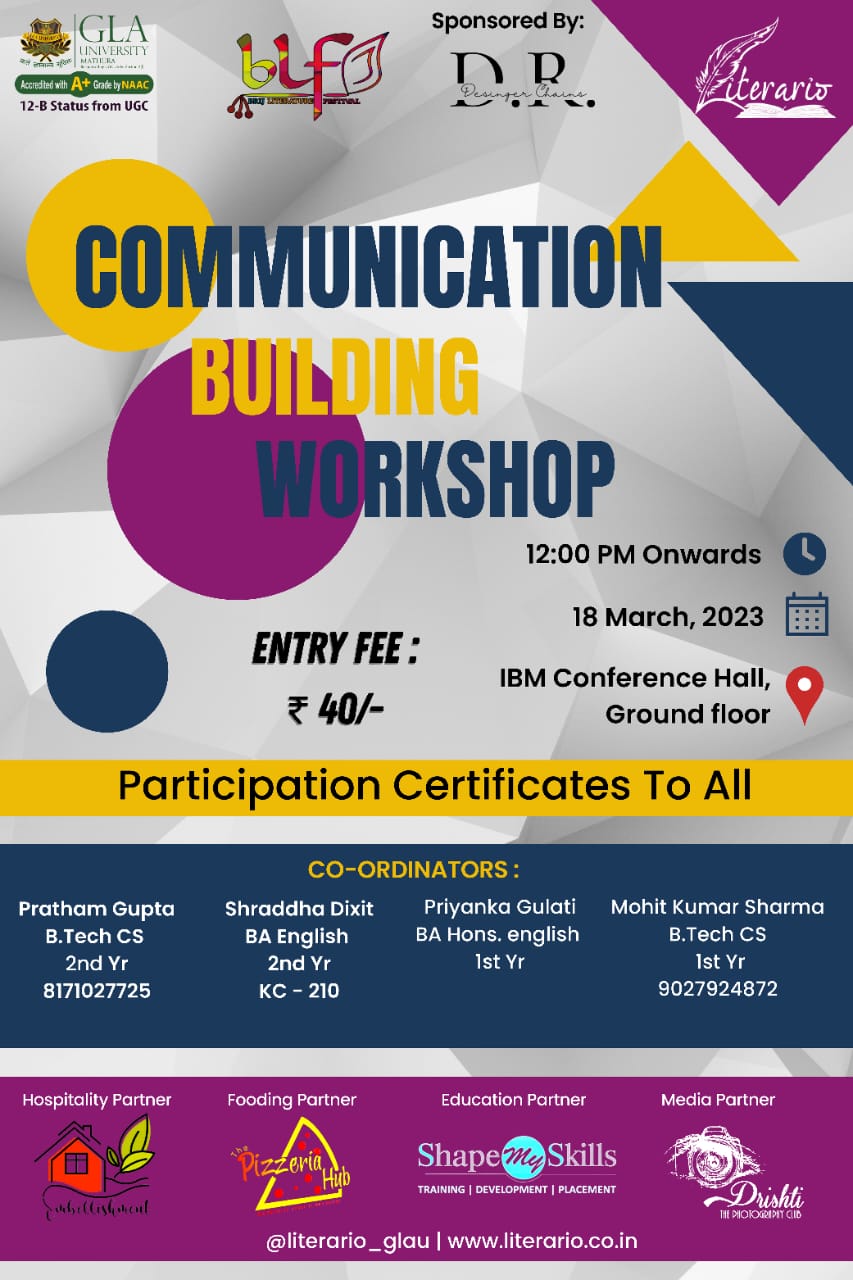 GLA
UNIVERSITY
MATHURA
Accredited with A+ Grade by NAAC
12-B Status from UGC
BLF
BRIJ LITERATURE FESTIVAL
Sponsored By:
D.R.
Desinger Chains
Literario
COMMUNICATION
BUILDING
WORKSHOP
12:00 PM Onwards
18 March, 2023
IBM Conference Hall,
Ground floor
ENTRY FEE :
₹ 40/-
Participation Certificates To All
CO-ORDINATORS :
Pratham Gupta
B.Tech CS
2nd Yr
8171027725
Shraddha Dixit
BA English
2nd Yr
KC - 210
Priyanka Gulati
BA Hons. english
1st Yr
Mohit Kumar Sharma
B.Tech CS
1st Yr
9027924872
Hospitality Partner
Embellishment
Fooding Partner
The Pizzeria Hub
Education Partner
ShapeMySkills
TRAINING | DEVELOPMENT | PLACEMENT
Media Partner
Drishti
THE PHOTOGRAPHY CLUB
@literario_glau | www.literario.co.in